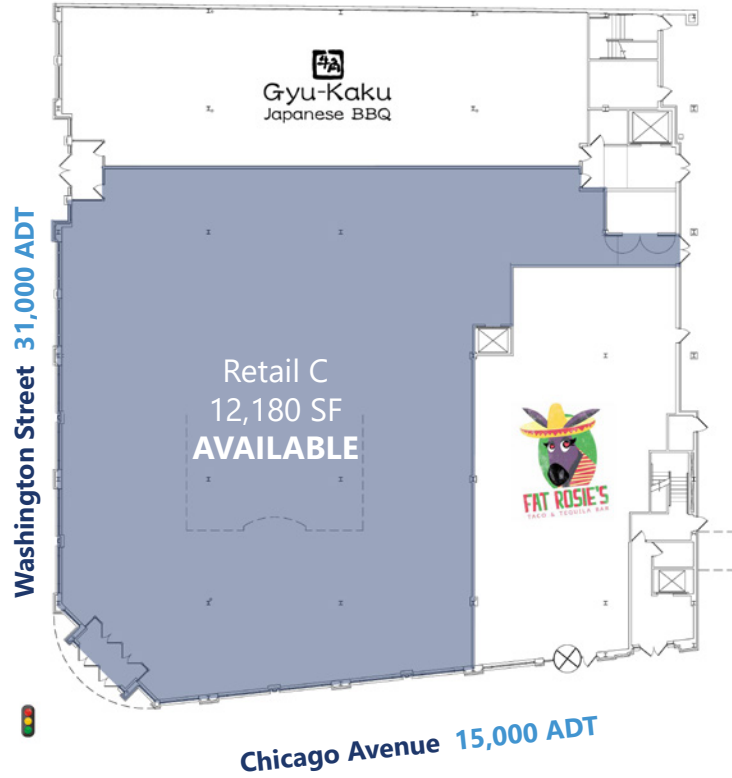 角
Gyu-Kaku
Japanese BBQ
Washington Street 31,000 ADT
Retail C
12,180 SF
AVAILABLE
FAT ROSIE'S
TACO & TEQUILA BAR
Chicago Avenue 15,000 ADT